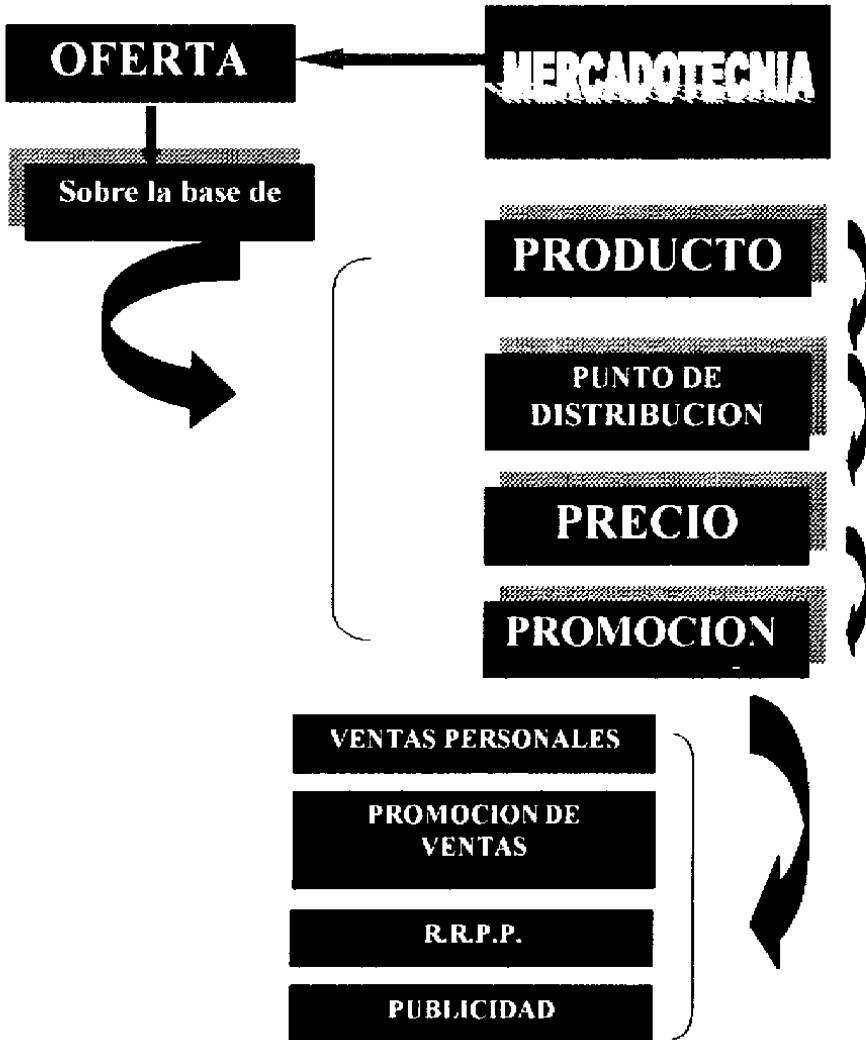 OFERTA
MERCADOTECNIA
Sobre la base de
PRODUCTO
PUNTO DE
DISTRIBUCION
PRECIO
PROMOCION
VENTAS PERSONALES
PROMOCION DE
VENTAS
R.R.P.P.
PUBLICIDAD